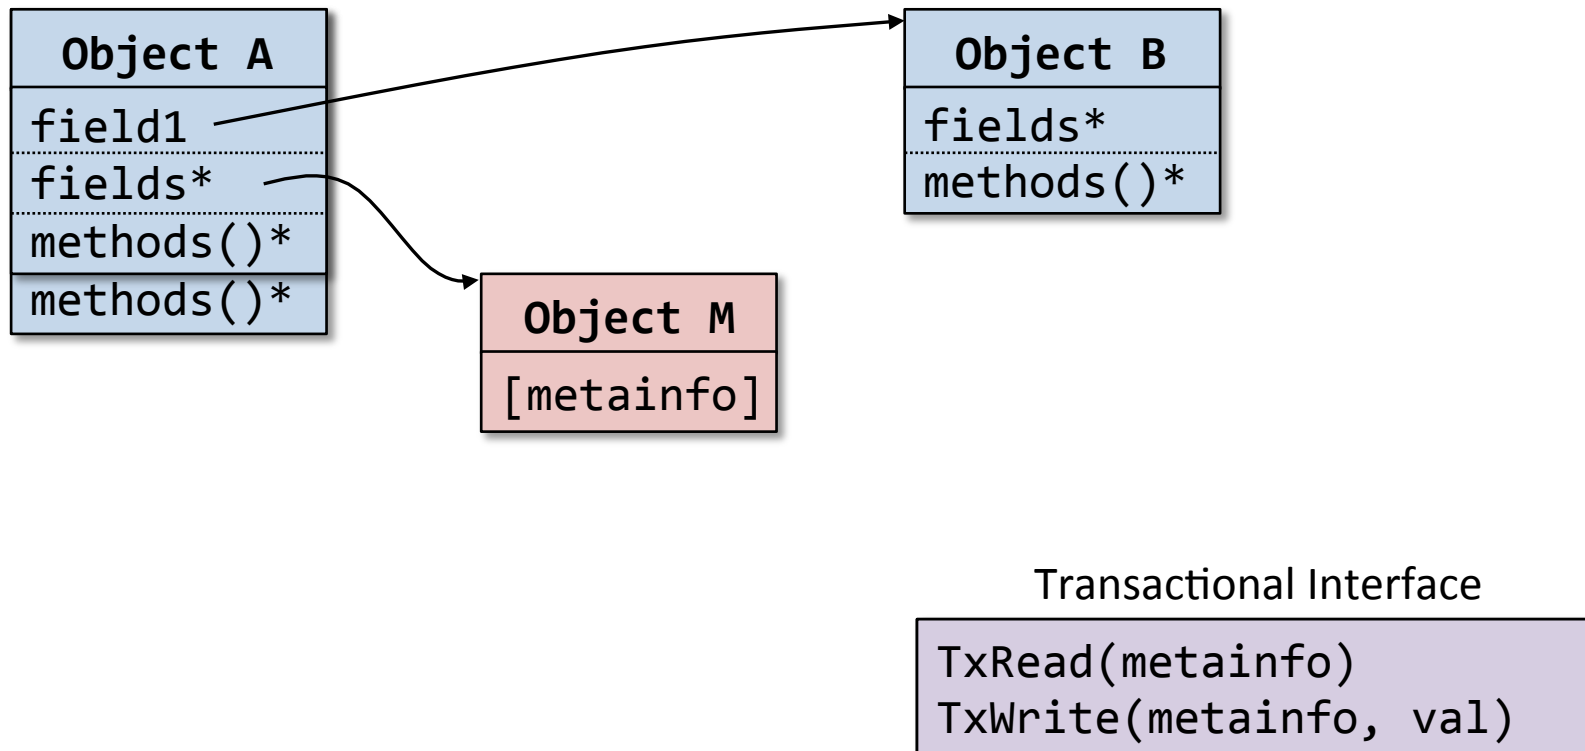 Object A
field1
fields*
methods()*
methods()*
Object B
fields*
methods()*
Object M
[metainfo]
Transactional Interface
TxRead(metainfo)
TxWrite(metainfo, val)